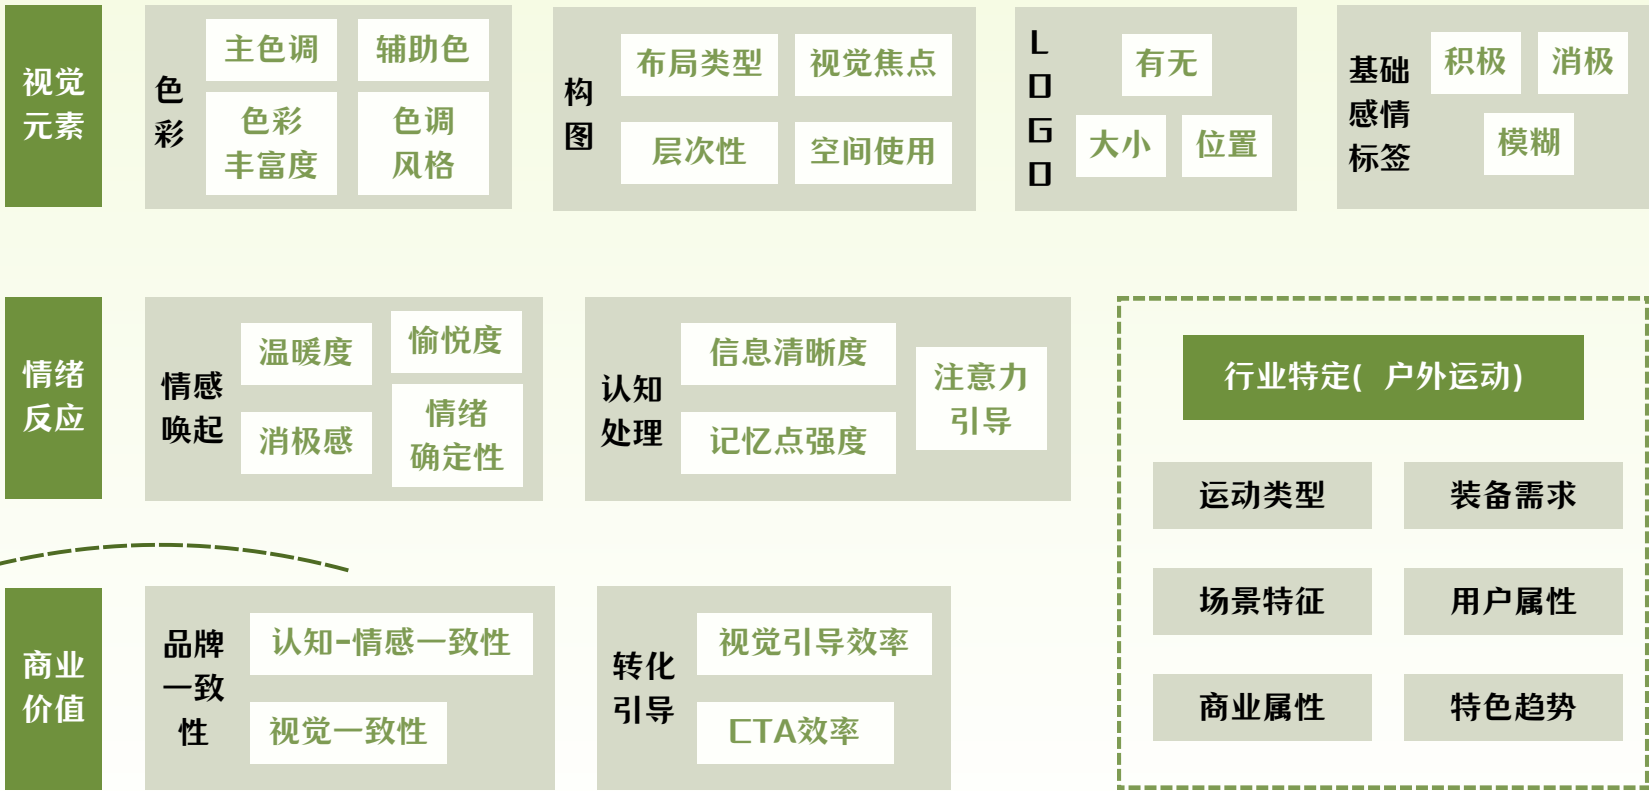 视觉
元素
色
彩
主色调
辅助色
色彩
丰富度
色调
风格
构
图
布局类型
视觉焦点
层次性
空间使用
L
O
G
O
有无
大小
位置
基础
感情
标签
积极
消极
模糊
情绪
反应
情感
唤起
温暖度
愉悦度
消极感
情绪
确定性
认知
处理
信息清晰度
记忆点强度
注意力
引导
行业特定( 户外运动)
运动类型
装备需求
场景特征
用户属性
商业属性
特色趋势
商业
价值
品牌
一致
性
认知-情感一致性
视觉一致性
转化
引导
视觉引导效率
CTA效率